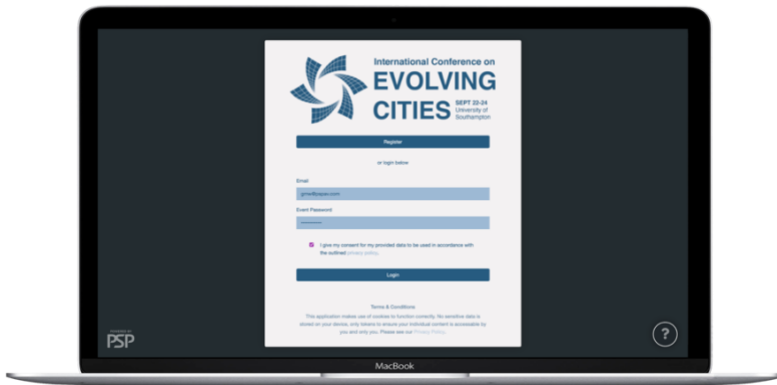 International Conference on
EVOLVING
CITIES
SEPT 22-24
University of
Southampton
Register
or login below
Email
Event Password
I give my consent for my provided data to be used in accordance with
the outlined privacy policy.
Login
Terms & Conditions
This application makes use of cookies to function correctly. No sensitive data is
stored on your device, only tokens to ensure your individual content is accessable by
you and only you. Please see our Privacy Policy.
POWERED BY
PSP
?
MacBook